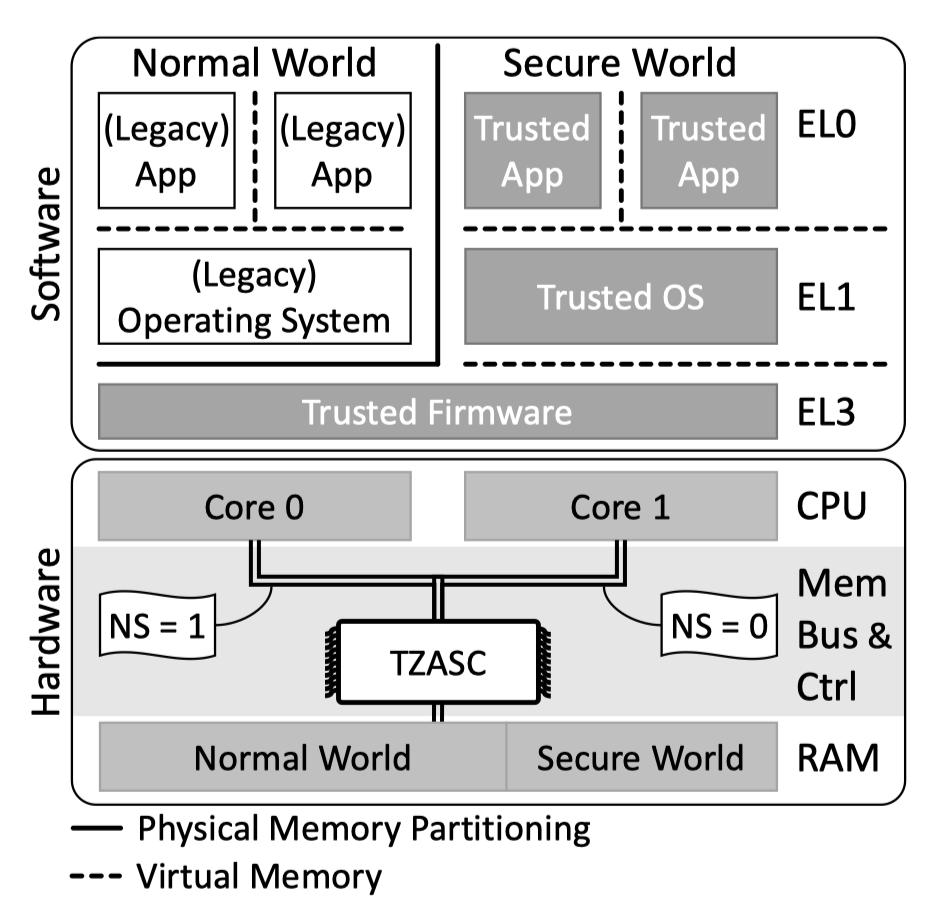 Normal World
Secure World
(Legacy)
App
(Legacy)
App
Trusted
App
Trusted
App
EL0
Software
(Legacy)
Operating System
Trusted OS
EL1
Trusted Firmware
EL3
Core 0
Core 1
CPU
Hardware
NS = 1
NS = 0
TZASC
Mem
Bus &
Ctrl
Normal World
Secure World
RAM
Physical Memory Partitioning
Virtual Memory